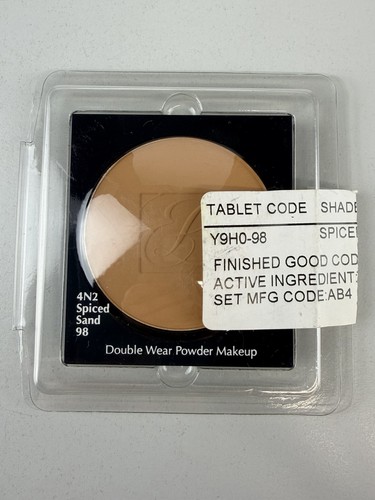 TABLET CODE SHADE
Y9H0-98 SPICE
FINISHED GOOD COD
ACTIVE INGREDIENT:
SET MFG CODE:AB4
4N2
Spiced
Sand
98
Double Wear Powder Makeup